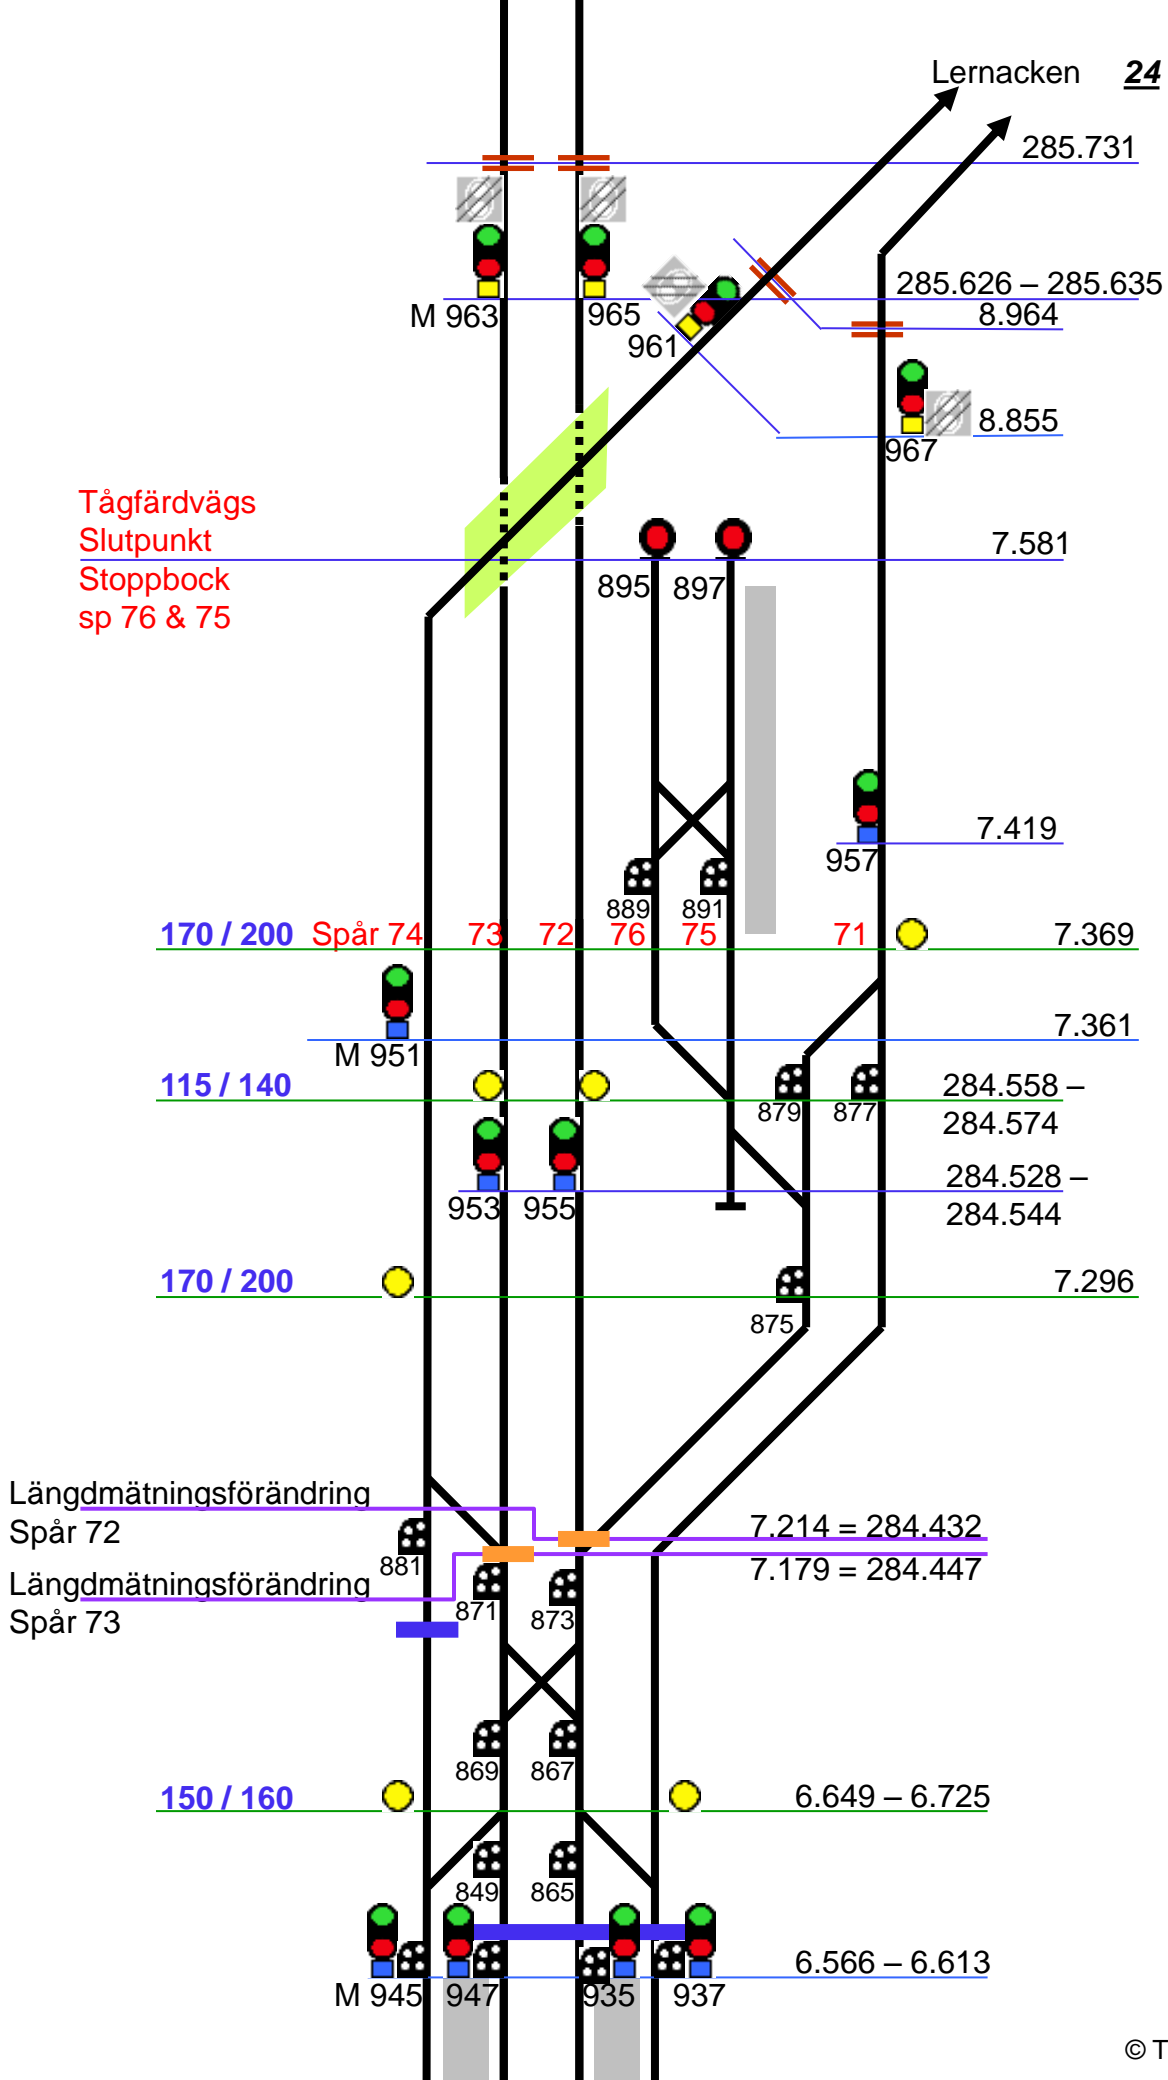 Lernacken 24
285.731
285.626 – 285.635
M 963
965
8.964
961
8.855
967
Tågfärdvägs
Slutpunkt
Stoppbock
sp 76 & 75
7.581
895 897
7.419
957
889 891
170 / 200 Spår 74 73 72 76 75 71 7.369
7.361
M 951
115 / 140
284.558 –
284.574
879 877
284.528 –
284.544
953 955
170 / 200
7.296
875
Längdmätningsförändring
Spår 72
7.214 = 284.432
7.179 = 284.447
881
Längdmätningsförändring
Spår 73
871 873
869 867
150 / 160
6.649 – 6.725
849 865
6.566 – 6.613
M 945 947 935 937
© T